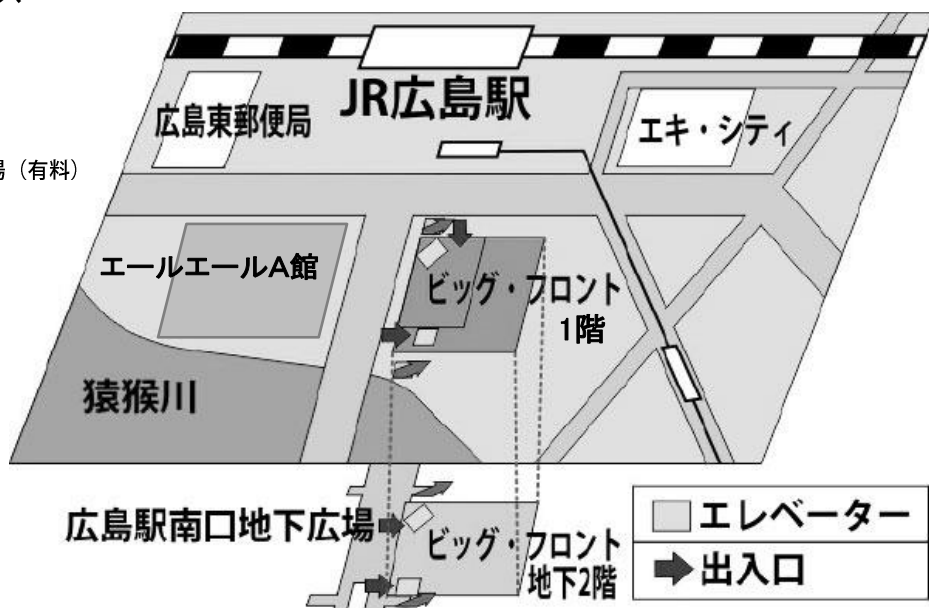 JR広島駅
広島東郵便局
エキ・シティ
場（有料）
エールエールA館
ビッグ・フロント
1階
猿猴川
広島駅南口地下広場
ビッグ・フロント
地下2階
エレベーター
出入口